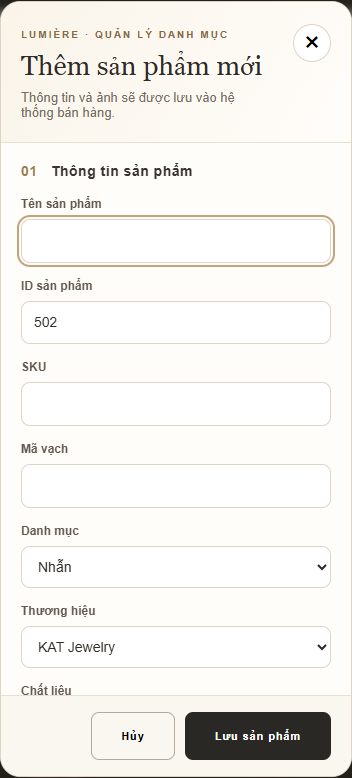 LUMIÈRE · QUẢN LÝ DANH MỤC
Thêm sản phẩm mới
Thông tin và ảnh sẽ được lưu vào hệ
thống bán hàng.
01 Thông tin sản phẩm
Tên sản phẩm
ID sản phẩm
502
SKU
Mã vạch
Danh mục
Nhẫn
Thương hiệu
KAT Jewelry
Chất liệu
Hủy
Lưu sản phẩm